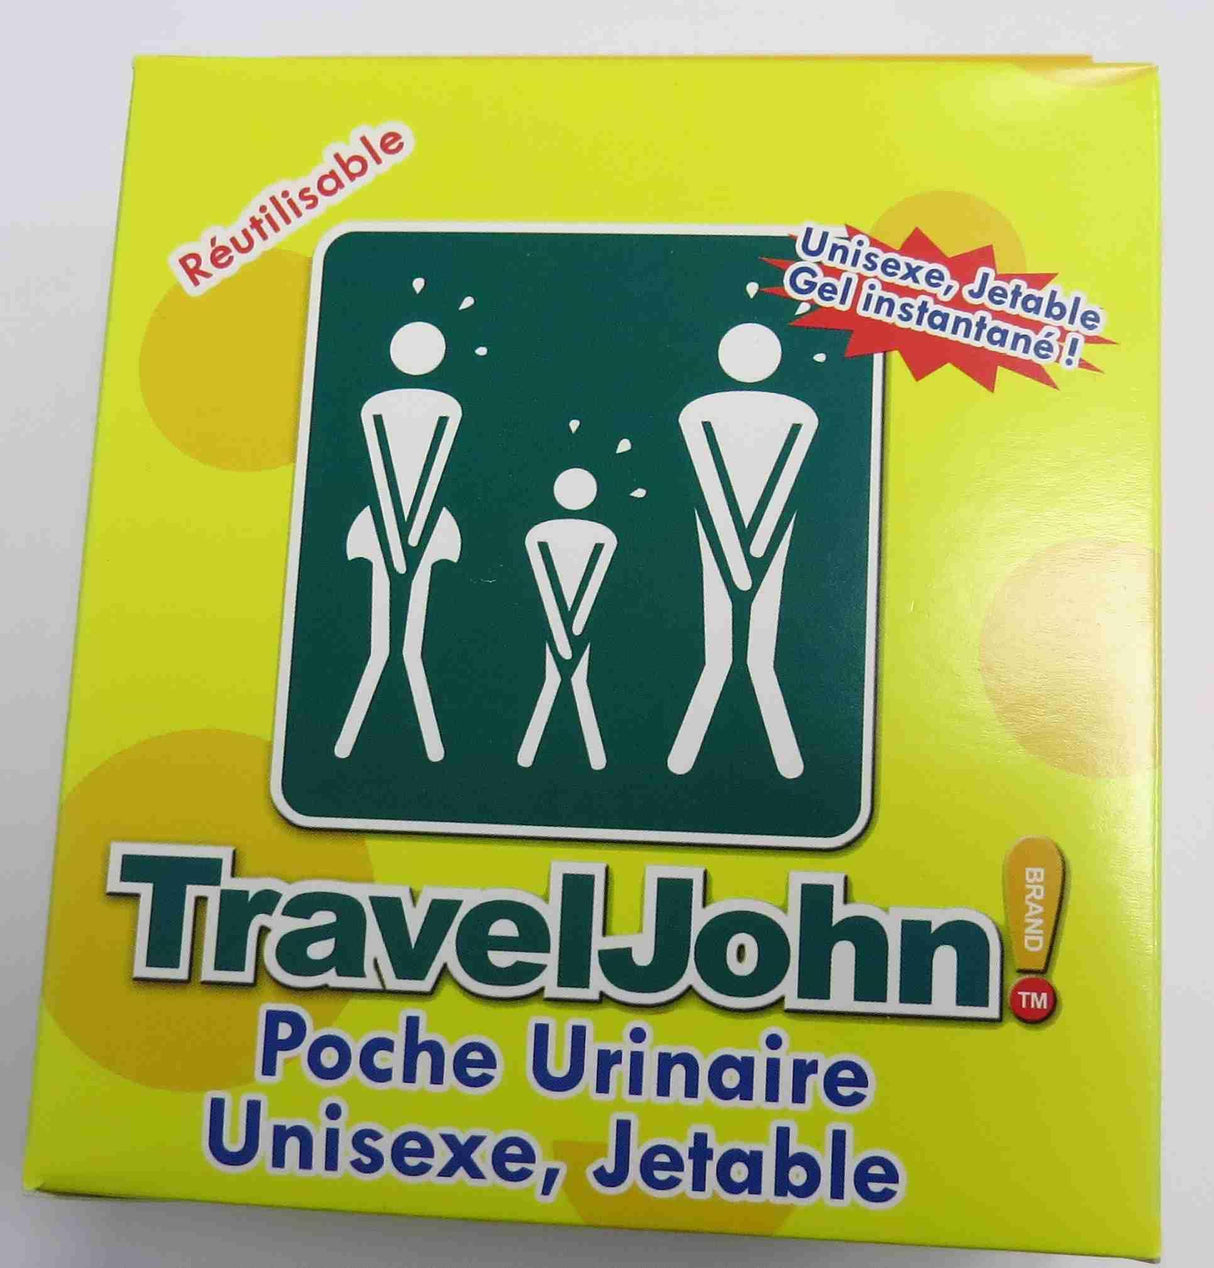 Réutilisable
Unisexe, Jetable
Gel instantané !
TravelJohn!
BRAND
TM
Poche Urinaire
Unisexe, Jetable